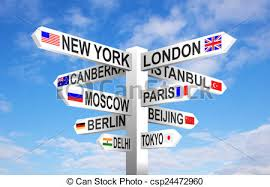 NEW YORK
LONDON
CANBERRA
ISTANBUL
MOSCOW
PARIS
BERLIN
BEIJING
DELHI
TOKYO
© Can Stock Photo - csp24472960